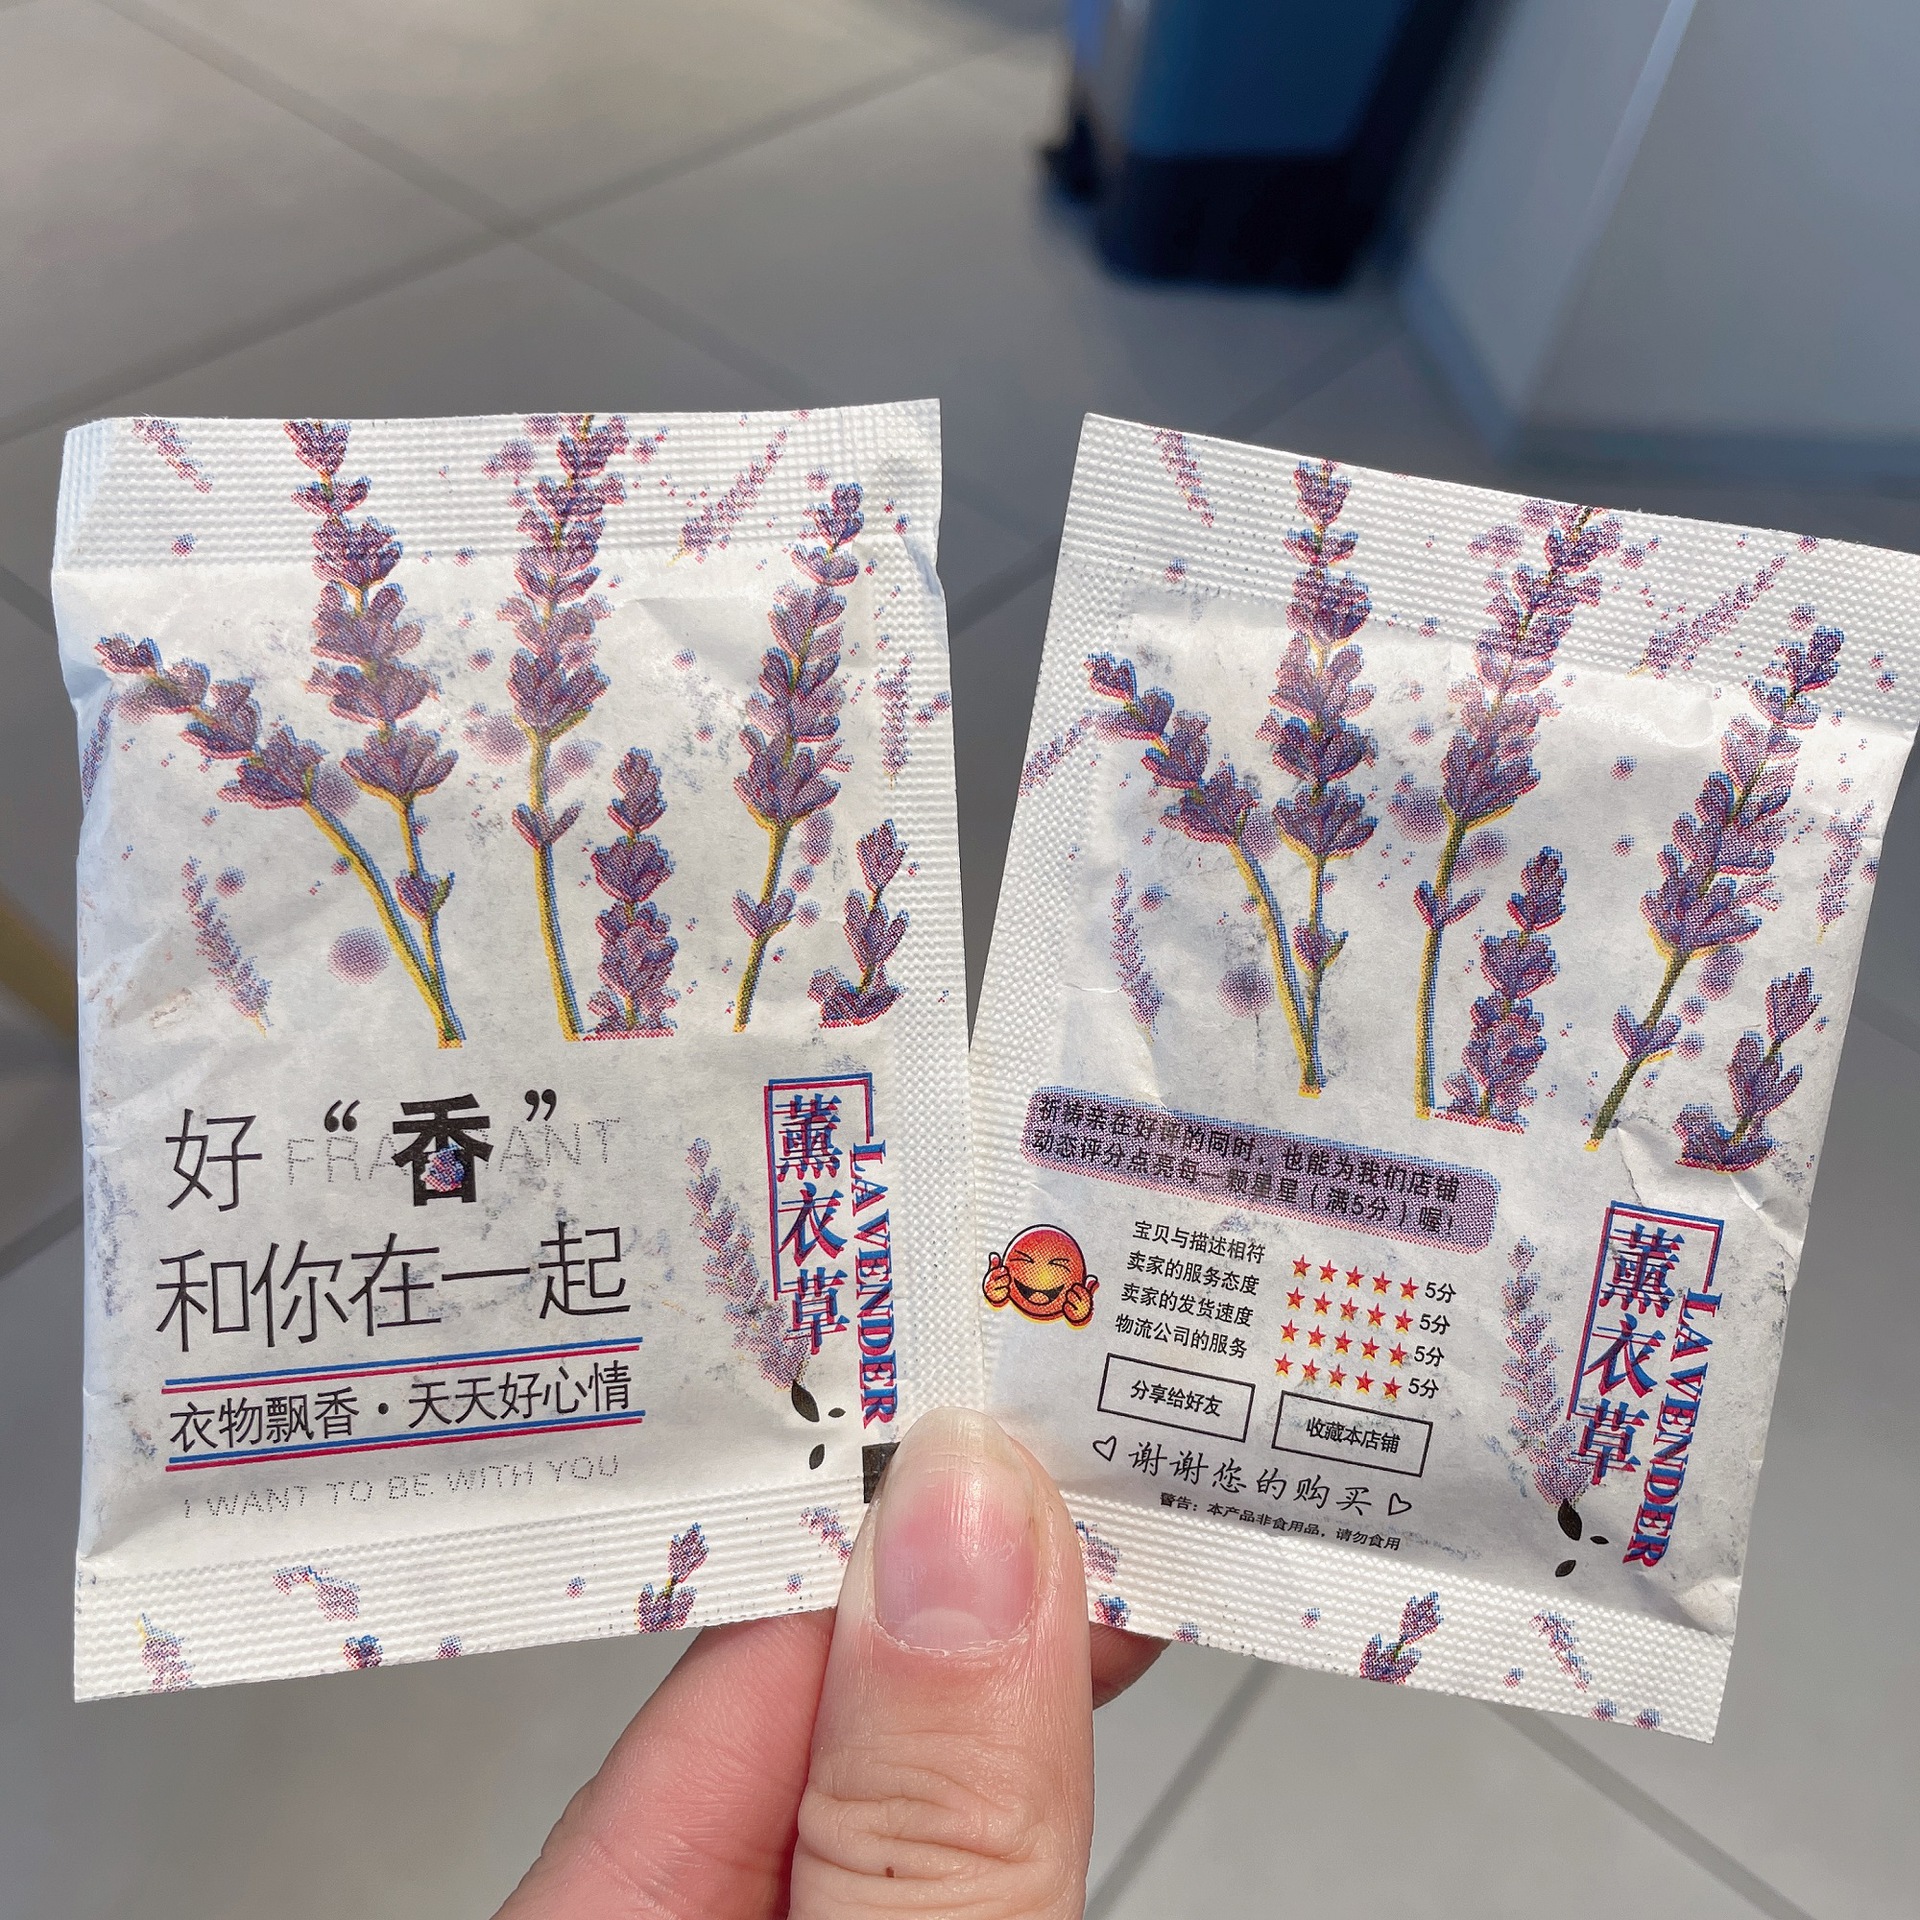 好“香”
FRAGRANT
和你在一起
衣物飘香·天天好心情
I WANT TO BE WITH YOU
薰衣草
LAVENDER
祈祷亲在好评的同时，也能为我们店铺
动态评分点亮每一颗星星（满5分）喔！
宝贝与描述相符 ★★★★★ 5分
卖家的服务态度 ★★★★★ 5分
卖家的发货速度 ★★★★★ 5分
物流公司的服务 ★★★★★ 5分
分享给好友
收藏本店铺
♡谢谢您的购买♡
警告：本产品非食用品，请勿食用
薰衣草
LAVENDER